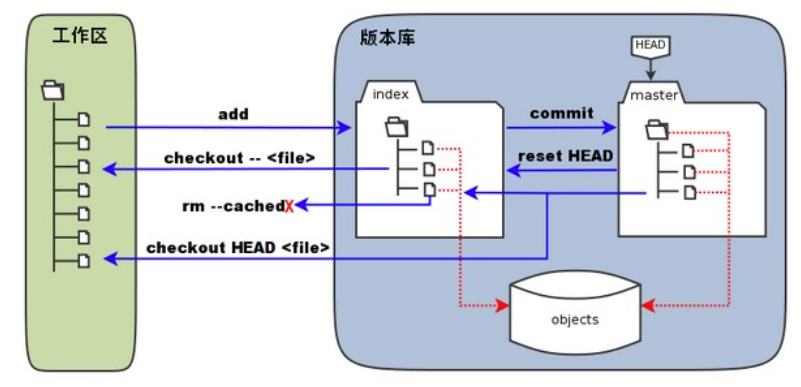 工作区
版本库
HEAD
index
master
add
commit
checkout -- <file>
reset HEAD
rm --cached
X
checkout HEAD <file>
objects